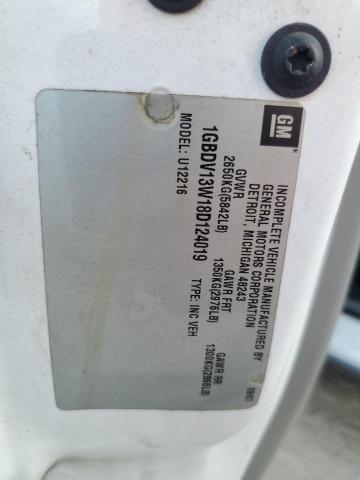 GM
INCOMPLETE VEHICLE MANUFACTURED BY
GENERAL MOTORS CORPORATION
DETROIT, MICHIGAN 48243
GVWR GAWR FRT GAWR RR
2650KG(5842LB) 1350KG(2976LB) 1300KG(2866LB)
1GBDV13W18D124019 TYPE: INC VEH
MODEL: U12216